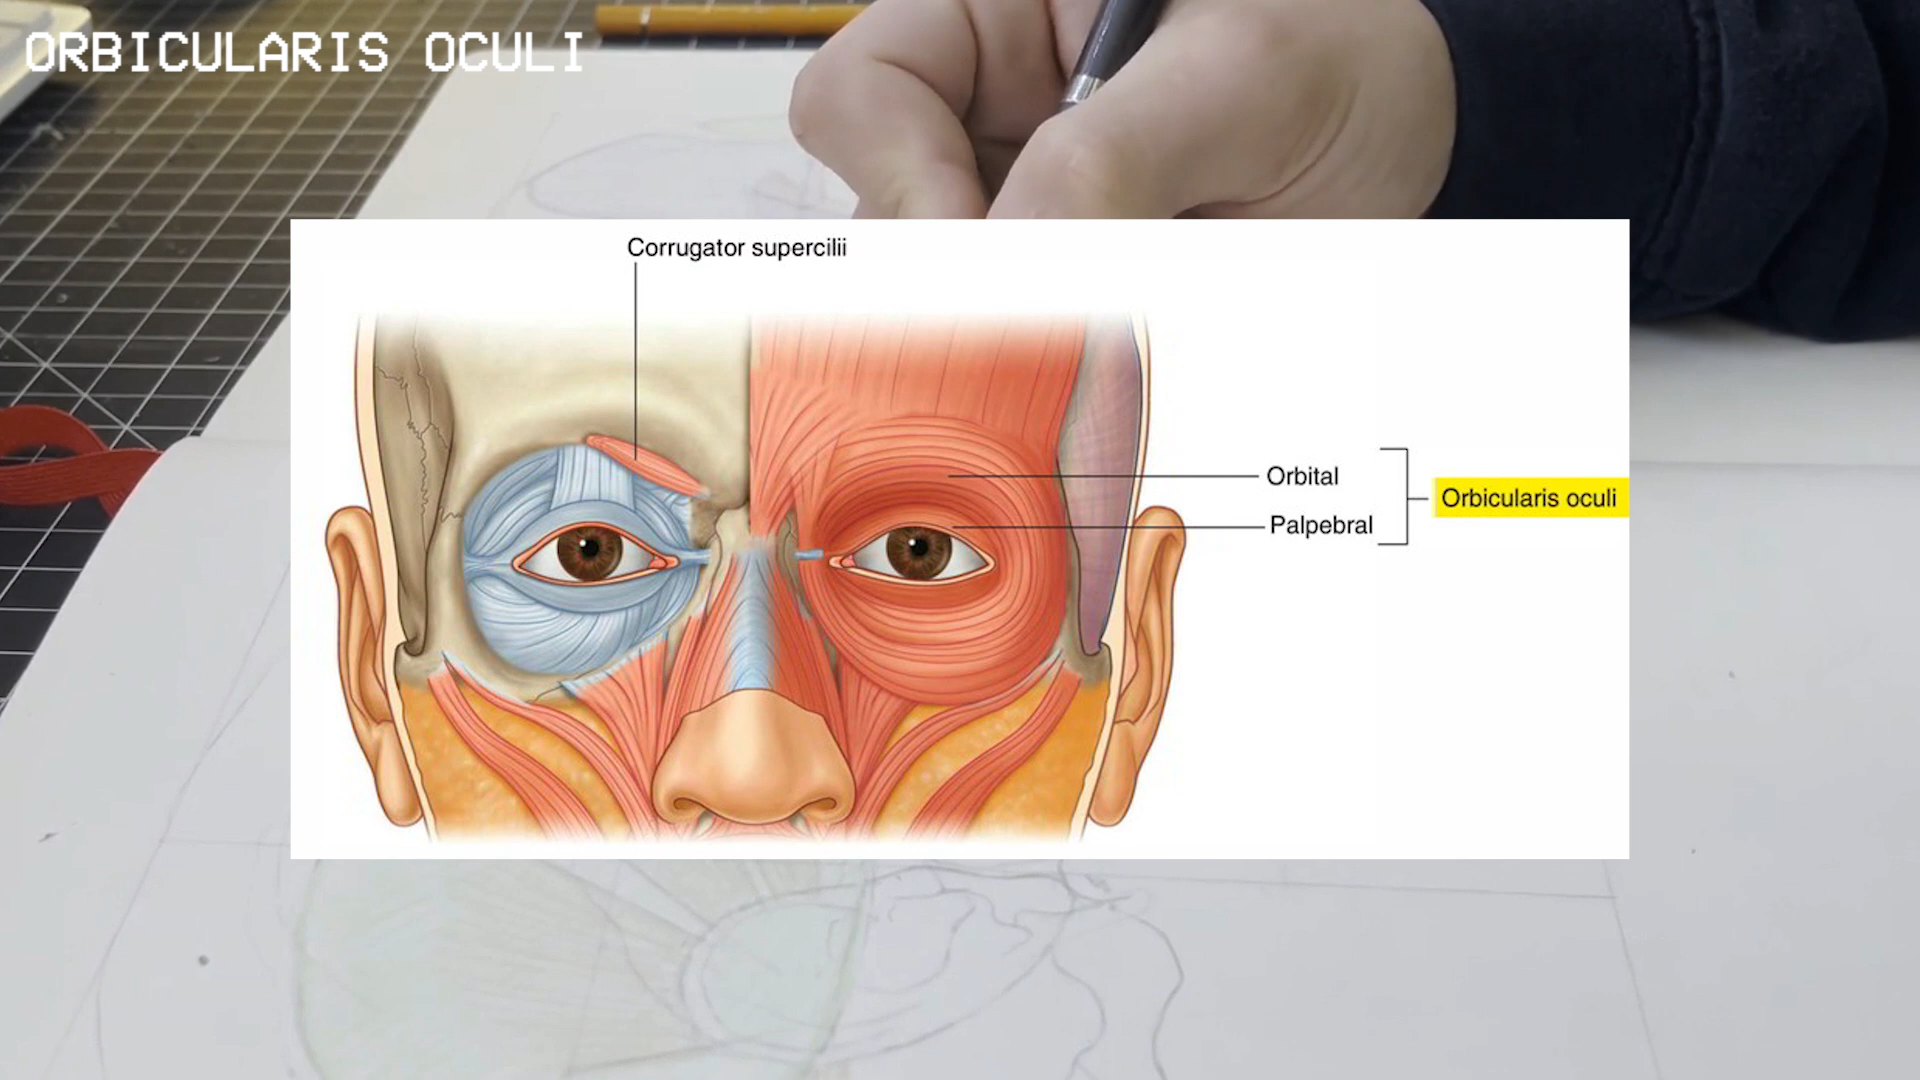 ORBICULARIS OCULI
Corrugator supercilii
Orbital
Orbicularis oculi
Palpebral